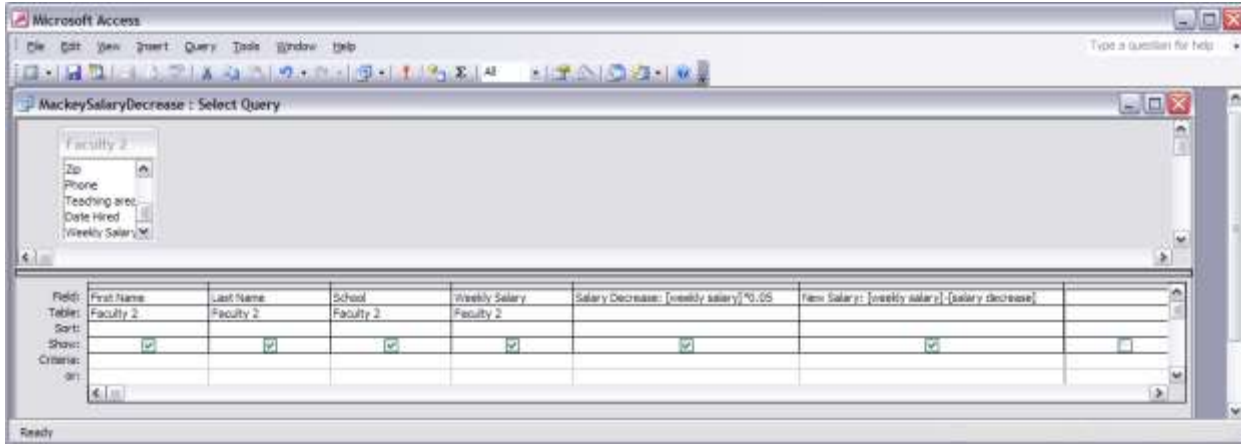 Microsoft Access
File Edit View Insert Query Tools Window Help Type a question for help
All
MackeySalaryDecrease : Select Query
Faculty 2
Zip
Phone
Teaching area
Date Hired
Weekly Salary
Field: First Name Last Name School Weekly Salary Salary Decrease: [weekly salary]*0.05 New Salary: [weekly salary]-[salary decrease]
Table: Faculty 2 Faculty 2 Faculty 2 Faculty 2
Sort:
Show:
Criteria:
or:
Ready